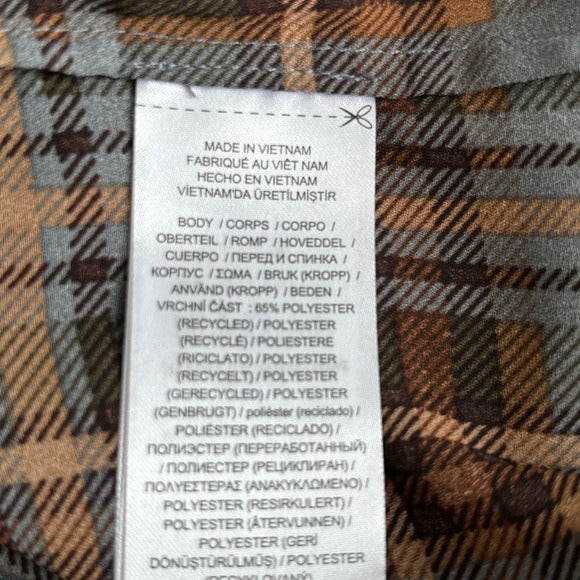 MADE IN VIETNAM
FABRIQUÉ AU VIÊT NAM
HECHO EN VIETNAM
VİETNAM'DA ÜRETİLMİŞTİR
BODY / CORPS / CORPO /
OBERTEIL / ROMP / HOVEDDEL /
CUERPO / ПЕРЕД И СПИНКА /
КОРПУС / ΣΩΜΑ / BRUK (KROPP) /
ANVÄND (KROPP) / BEDEN /
VRCHNÍ ČÁST : 65% POLYESTER
(RECYCLED) / POLYESTER
(RECYCLÉ) / POLIESTERE
(RICICLATO) / POLYESTER
(RECYCELT) / POLYESTER
(GERECYCLED) / POLYESTER
(GENBRUGT) / poliéster (reciclado) /
POLIÉSTER (RECICLADO) /
ПОЛИЭСТЕР (ПЕРЕРАБОТАННЫЙ)
/ ПОЛИЕСТЕР (РЕЦИКЛИРАН) /
ΠΟΛΥΕΣΤΕΡΑΣ (ΑΝΑΚΥΚΛΩΜΕΝΟ) /
POLYESTER (RESIRKULERT) /
POLYESTER (ÅTERVUNNEN) /
POLYESTER (GERİ
DÖNÜŞTÜRÜLMÜŞ) / POLYESTER
(RECYKLOVANÝ)